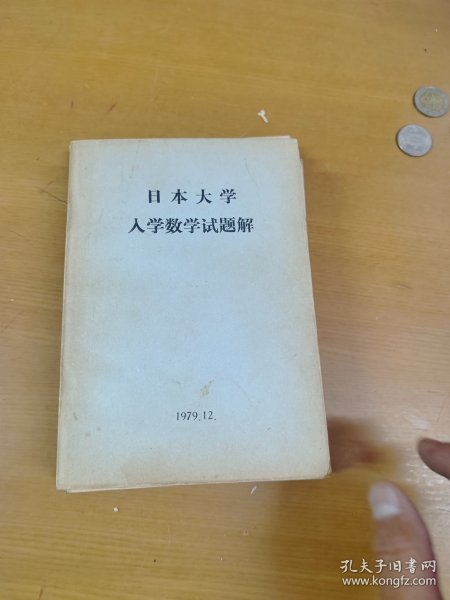 日本大学
入学数学试题解
1979.12.
孔夫子旧书网
www.kongfz.com